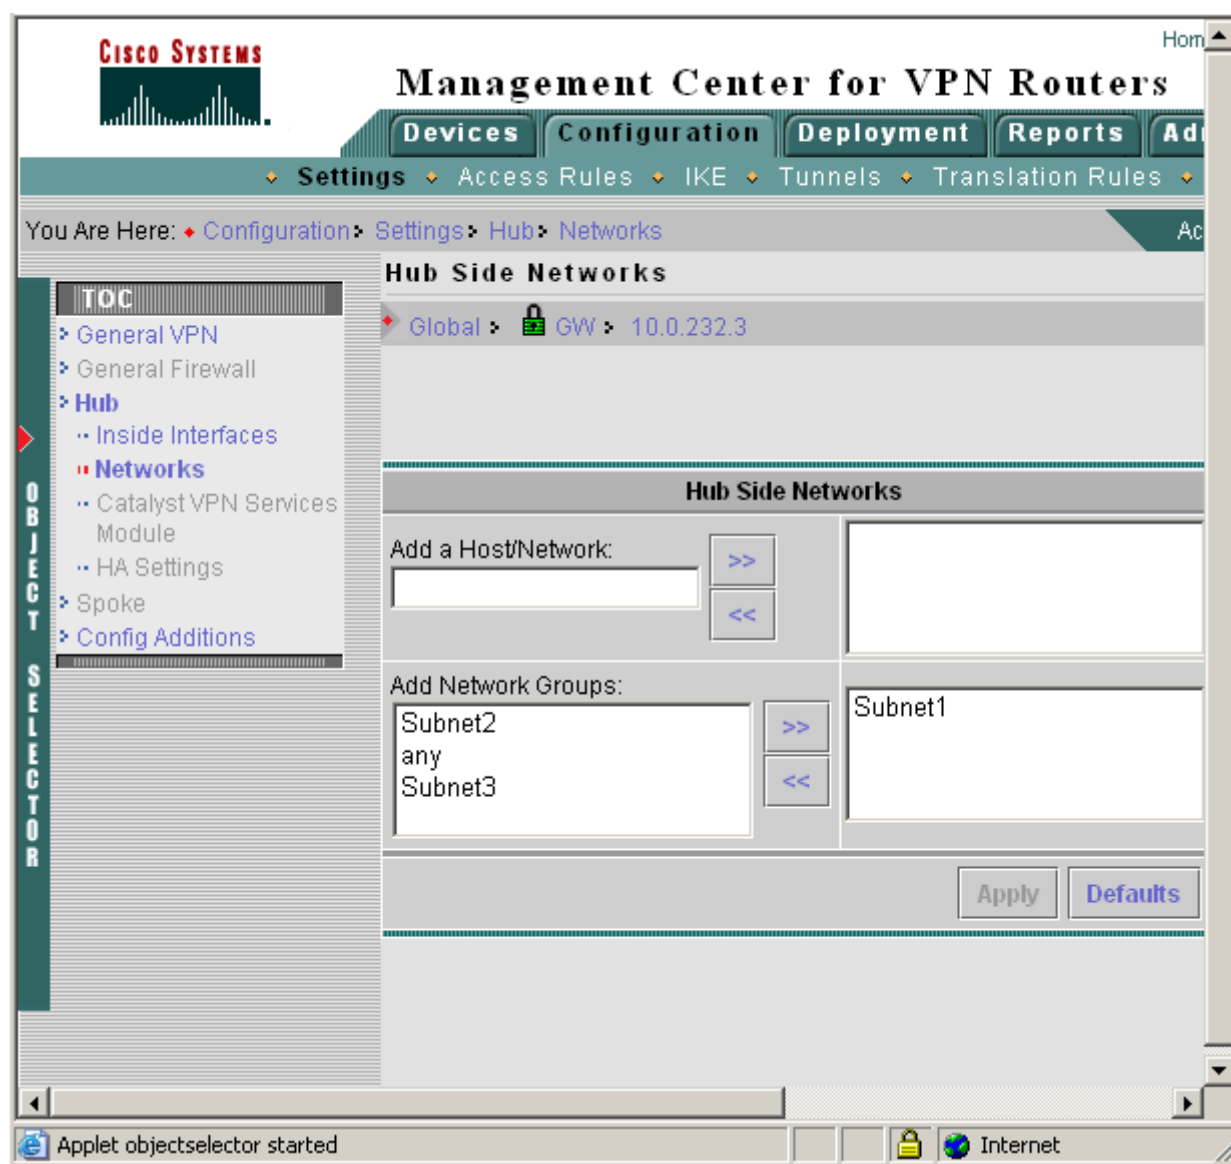 Hom
CISCO SYSTEMS
Management Center for VPN Routers
Devices Configuration Deployment Reports Adr
Settings Access Rules IKE Tunnels Translation Rules
You Are Here: Configuration Settings Hub Networks Ac
Hub Side Networks
TOC
Global GW 10.0.232.3
General VPN
General Firewall
Hub
Inside Interfaces
Networks
Catalyst VPN Services
Module
HA Settings
Spoke
Config Additions
OBJECT SELECTOR
Hub Side Networks
Add a Host/Network:
>>
<<
Add Network Groups:
Subnet2
any
Subnet3
>>
<<
Subnet1
Apply Defaults
Applet objectselector started Internet